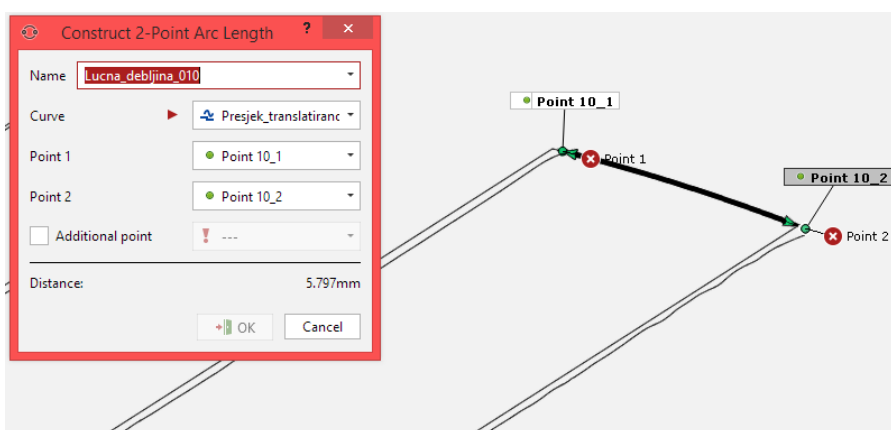 Construct 2-Point Arc Length ? ×
Name Lucna_debljina_010
Curve Presjek_translatiranc
Point 1 Point 10_1
Point 2 Point 10_2
Additional point ! ---
Distance: 5.797mm
OK Cancel
Point 10_1
Point 1
Point 10_2
Point 2